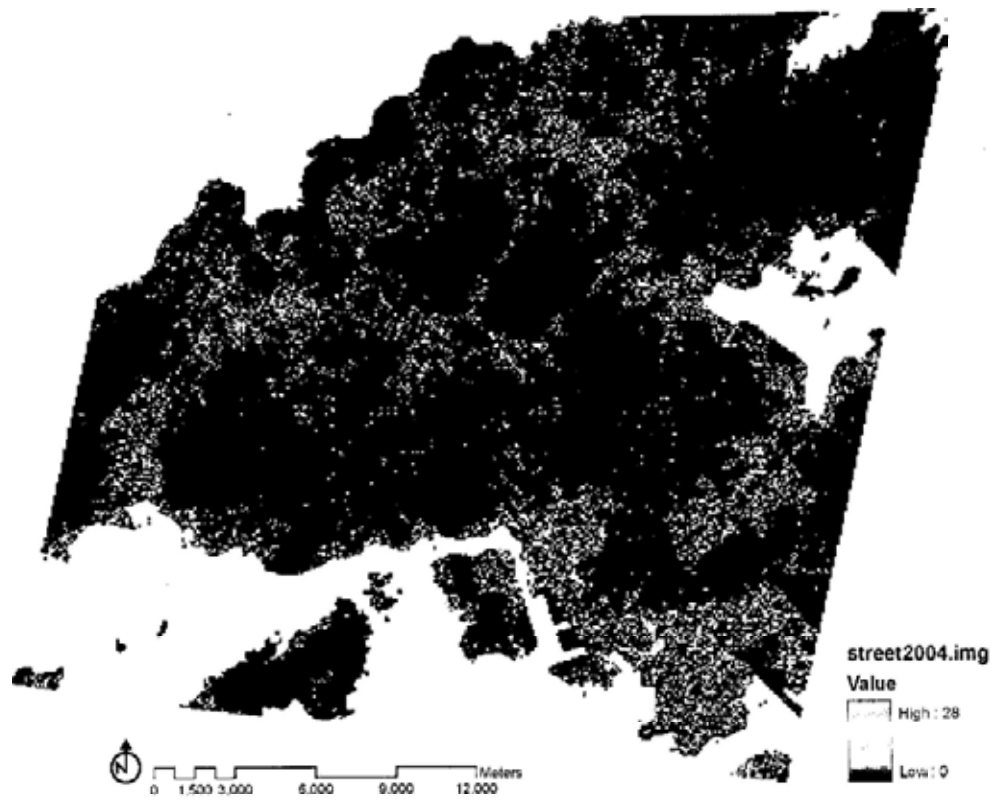 street2004.img
Value
High : 28
Low : 0
N
Meters
0 1,500 3,000 6,000 9,000 12,000